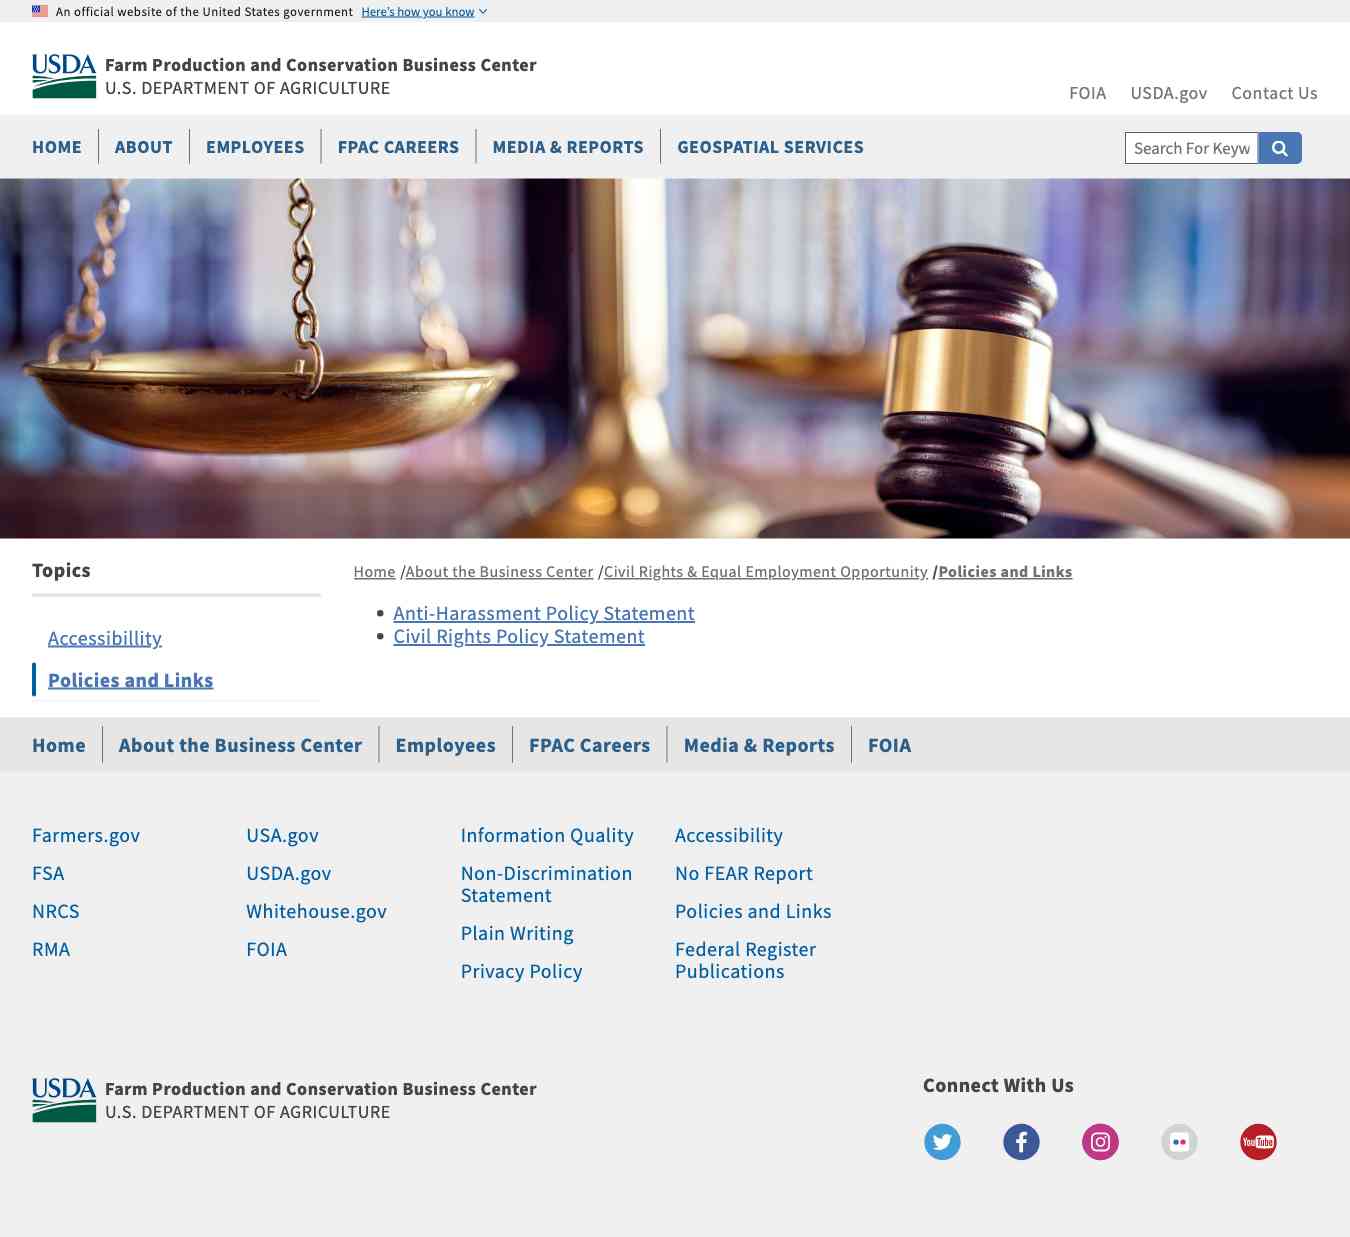 An official website of the United States government Here's how you know
USDA
Farm Production and Conservation Business Center
U.S. DEPARTMENT OF AGRICULTURE
FOIA USDA.gov Contact Us
HOME ABOUT EMPLOYEES FPAC CAREERS MEDIA & REPORTS GEOSPATIAL SERVICES
Search For Keyw
Topics
Accessibillity
Policies and Links
Home /About the Business Center /Civil Rights & Equal Employment Opportunity /Policies and Links
Anti-Harassment Policy Statement
Civil Rights Policy Statement
Home About the Business Center Employees FPAC Careers Media & Reports FOIA
Farmers.gov
FSA
NRCS
RMA
USA.gov
USDA.gov
Whitehouse.gov
FOIA
Information Quality
Non-Discrimination
Statement
Plain Writing
Privacy Policy
Accessibility
No FEAR Report
Policies and Links
Federal Register
Publications
USDA
Farm Production and Conservation Business Center
U.S. DEPARTMENT OF AGRICULTURE
Connect With Us
YouTube